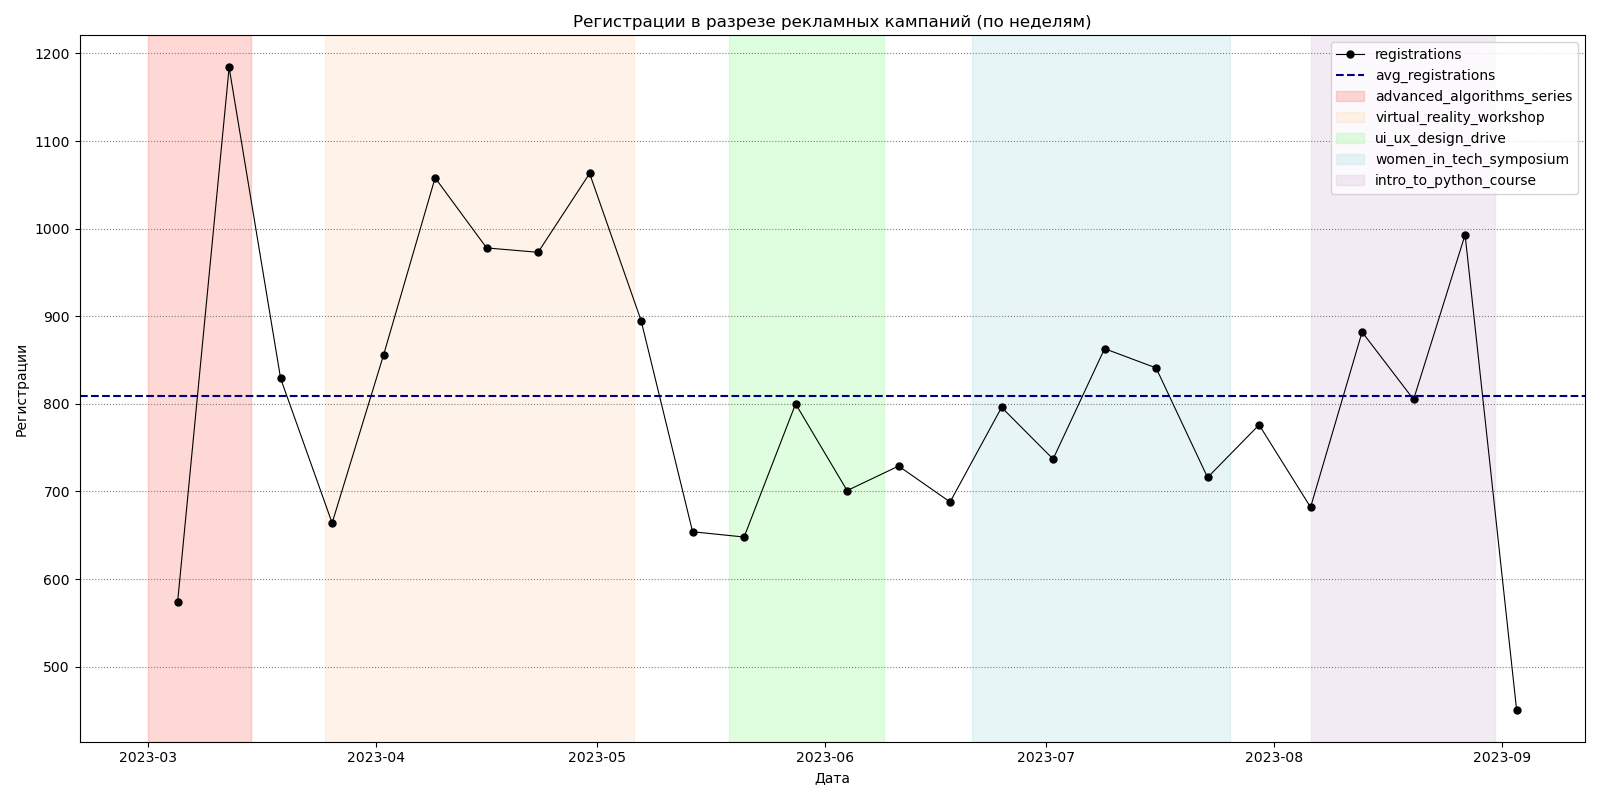 Регистрации в разрезе рекламных кампаний (по неделям)
1200
1100
1000
900
800
700
600
500
Регистрации
registrations
avg_registrations
advanced_algorithms_series
virtual_reality_workshop
ui_ux_design_drive
women_in_tech_symposium
intro_to_python_course
2023-03
2023-04
2023-05
2023-06
2023-07
2023-08
2023-09
Дата